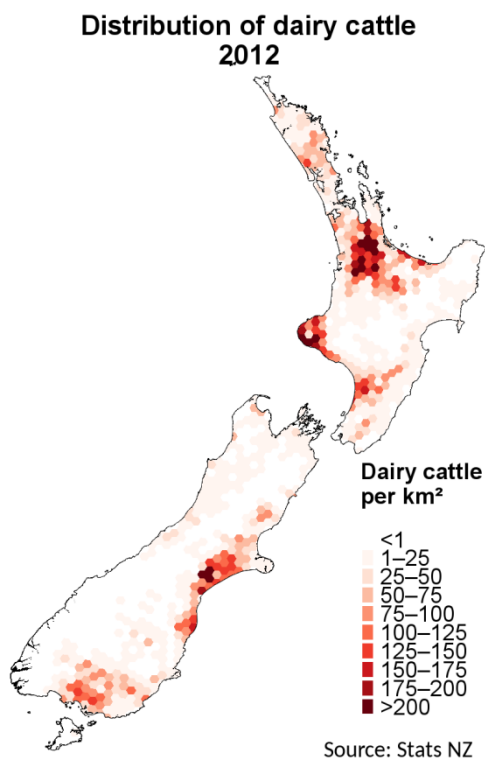 Distribution of dairy cattle
2012
Dairy cattle
per km²
<1
1–25
25–50
50–75
75–100
100–125
125–150
150–175
175–200
>200
Source: Stats NZ